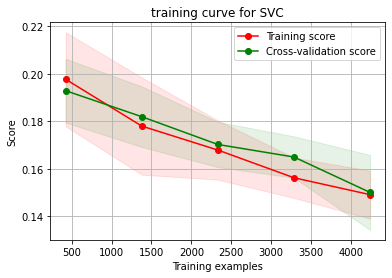 training curve for SVC
Training score
Cross-validation score
0.22
0.20
0.18
0.16
0.14
Score
500 1000 1500 2000 2500 3000 3500 4000
Training examples